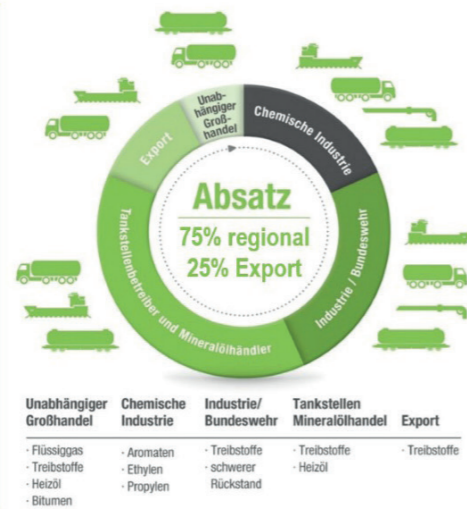 Unab-
hängiger
Groß-
handel
Chemische Industrie
Export
Absatz
75% regional
25% Export
Industrie / Bundeswehr
Tankstellenbetreiber und Mineralölhändler
Unabhängiger
Großhandel
· Flüssiggas
· Treibstoffe
· Heizöl
· Bitumen
Chemische
Industrie
· Aromaten
· Ethylen
· Propylen
Industrie/
Bundeswehr
· Treibstoffe
· schwerer
Rückstand
Tankstellen
Mineralölhandel
· Treibstoffe
· Heizöl
Export
· Treibstoffe